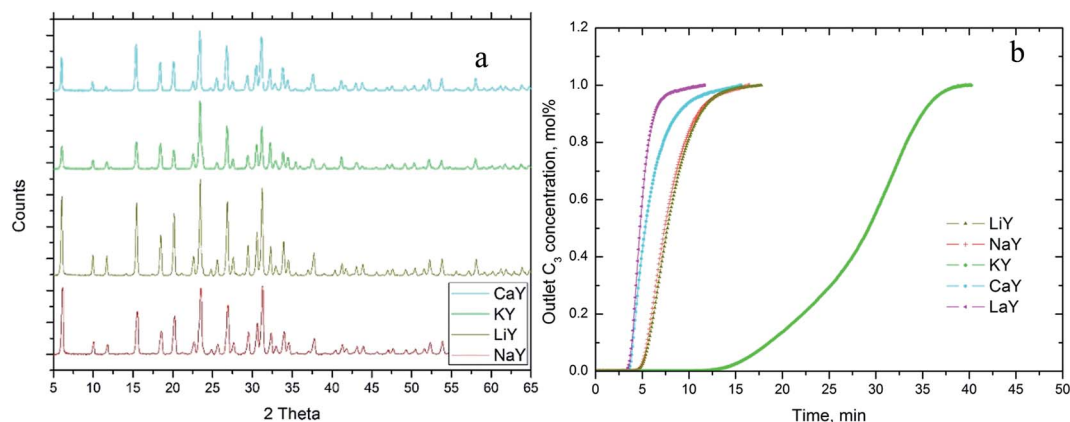 a
Counts
CaY
KY
LiY
NaY
5 10 15 20 25 30 35 40 45 50 55 60 65
2 Theta
b
Outlet C₃ concentration, mol%
1.2
1.0
0.8
0.6
0.4
0.2
0.0
LiY
NaY
KY
CaY
LaY
0 5 10 15 20 25 30 35 40 45 50
Time, min